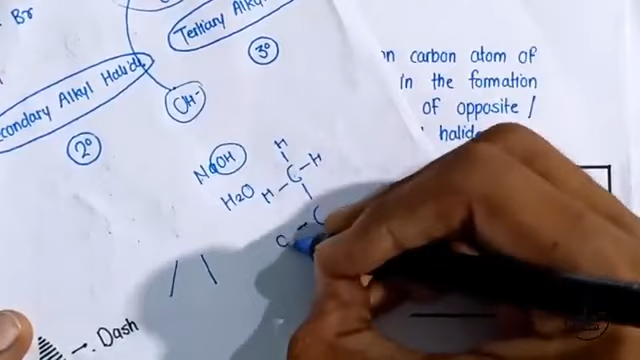 Br
Tertiary Alkyl
3°
Secondary Alkyl Halide
2°
OH-
NaOH
H2O
H
H
C
H
C
C
Dash
on carbon atom of
in the formation
of opposite /
halide